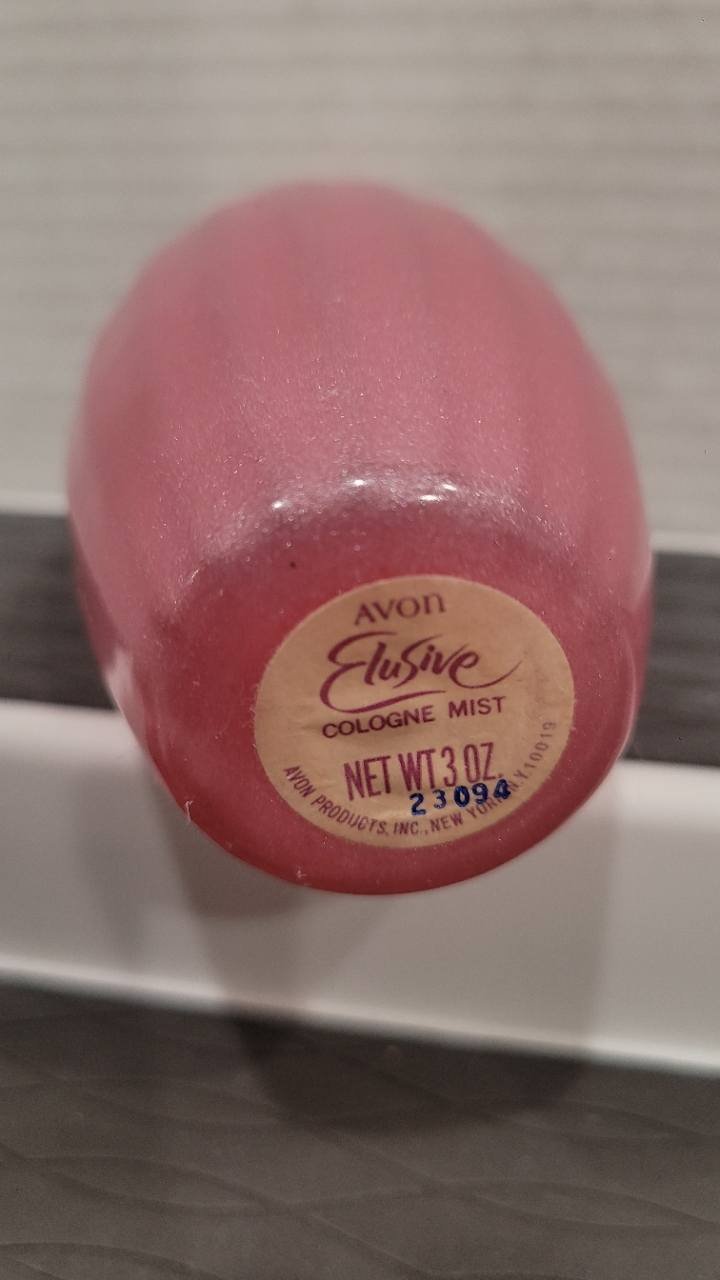 AVON
Elusive
COLOGNE MIST
NET WT 3 OZ.
23094
AVON PRODUCTS, INC., NEW YORK, N.Y. 10019